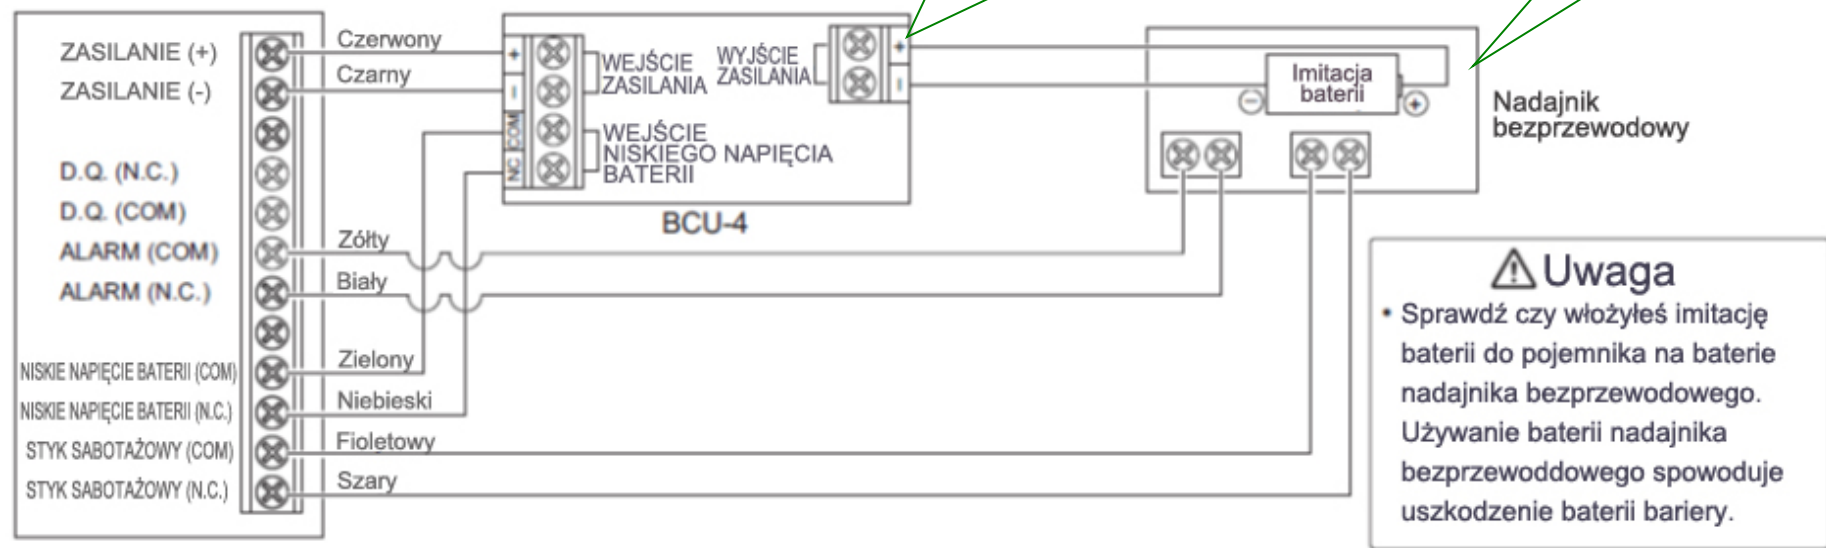 ZASILANIE (+)
ZASILANIE (-)
D.Q. (N.C.)
D.Q. (COM)
ALARM (COM)
ALARM (N.C.)
NISKIE NAPIĘCIE BATERII (COM)
NISKIE NAPIĘCIE BATERII (N.C.)
STYK SABOTAŻOWY (COM)
STYK SABOTAŻOWY (N.C.)
Czerwony
Czarny
Zółty
Biały
Zielony
Niebieski
Fioletowy
Szary
+
−
COM
NC
WEJŚCIE
ZASILANIA
WEJŚCIE
NISKIEGO NAPIĘCIA
BATERII
WYJŚCIE
ZASILANIA
+
−
BCU-4
Imitacja
baterii
−
+
Nadajnik
bezprzewodowy
Uwaga
• Sprawdź czy włożyłeś imitację
baterii do pojemnika na baterie
nadajnika bezprzewodowego.
Używanie baterii nadajnika
bezprzewoddowego spowoduje
uszkodzenie baterii bariery.